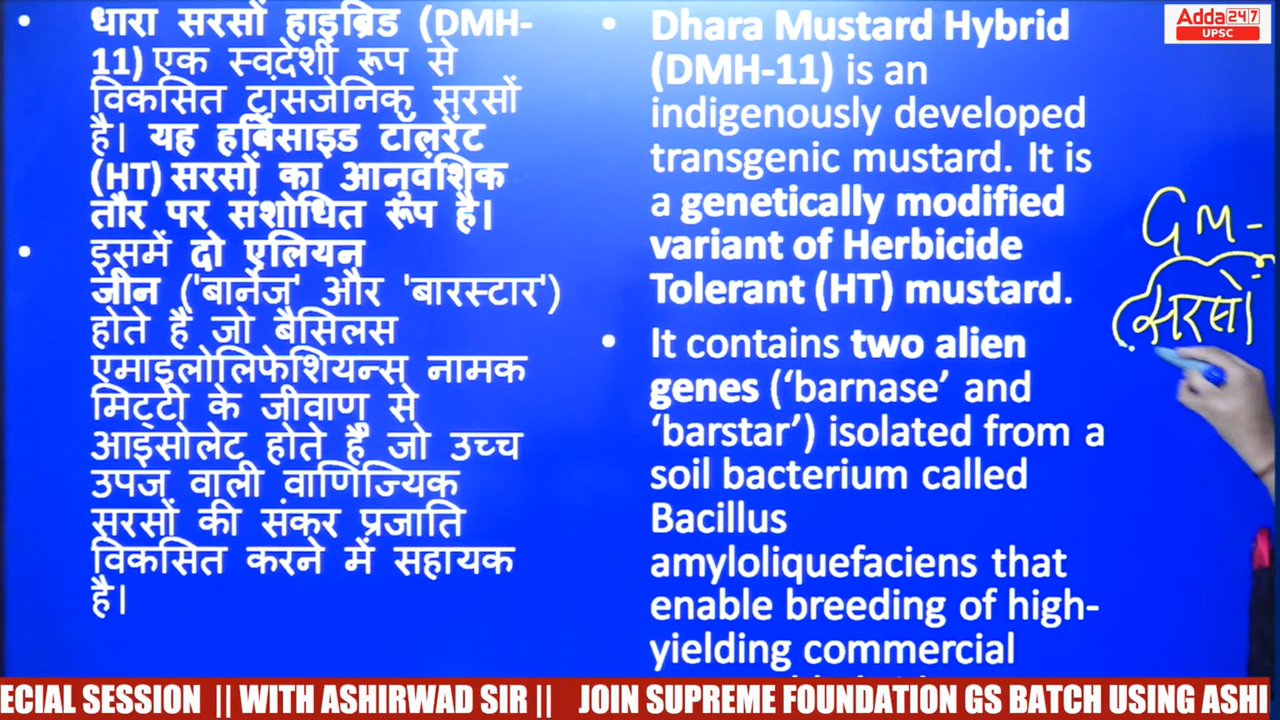 धारा सरसों हाइब्रिड (DMH-
11) एक स्वदेशी रूप से
विकसित ट्रांसजेनिक सरसों
है। यह हर्बिसाइड टॉलरेंट
(HT) सरसों का आनुवंशिक
तौर पर संशोधित रूप है।
इसमें दो एलियन
जीन ('बार्नेज' और 'बारस्टार')
होते हैं जो बैसिलस
एमाइलोलिफेशियन्स नामक
मिट्टी के जीवाणु से
आइसोलेट होते हैं जो उच्च
उपज वाली वाणिज्यिक
सरसों की संकर प्रजाति
विकसित करने में सहायक
है।
Dhara Mustard Hybrid
(DMH-11) is an
indigenously developed
transgenic mustard. It is
a genetically modified
variant of Herbicide
Tolerant (HT) mustard.
It contains two alien
genes (‘barnase’ and
‘barstar’) isolated from a
soil bacterium called
Bacillus
amyloliquefaciens that
enable breeding of high-
yielding commercial
GM-
सरसों
Adda247
UPSC
ECIAL SESSION || WITH ASHIRWAD SIR || JOIN SUPREME FOUNDATION GS BATCH USING ASHI